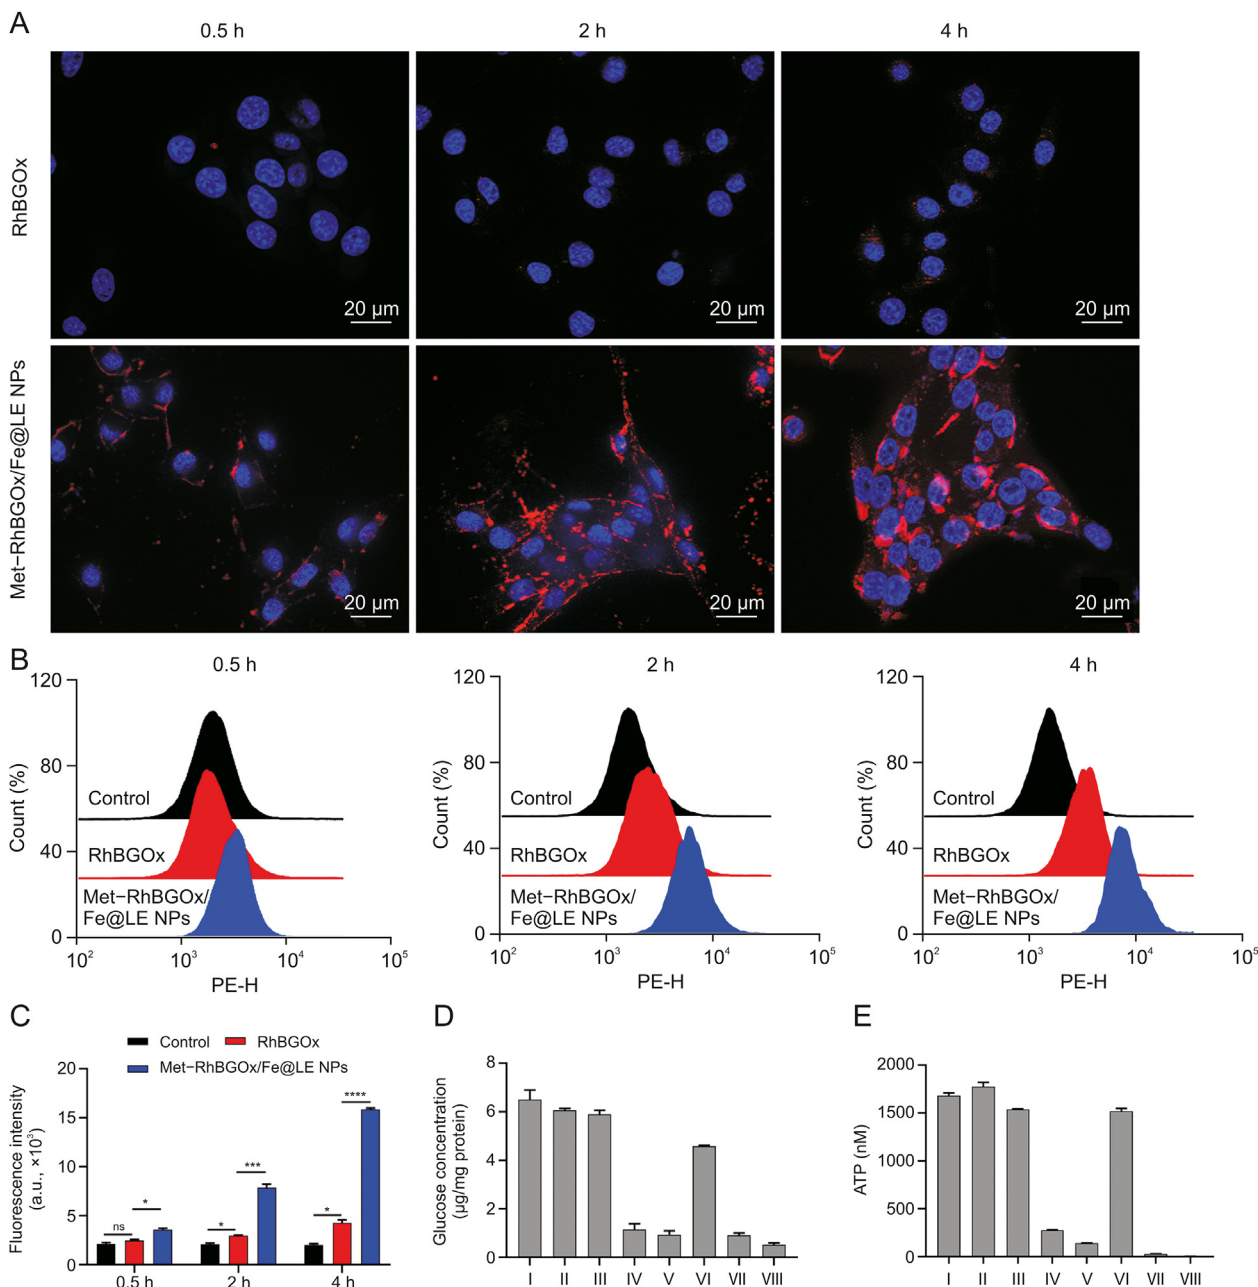 A
0.5 h
2 h
4 h
RhBGOx
20 µm
20 µm
20 µm
Met−RhBGOx/Fe@LE NPs
20 µm
20 µm
20 µm
B
0.5 h
120
80
40
0
Count (%)
Control
RhBGOx
Met−RhBGOx/
Fe@LE NPs
10²
10³
10⁴
10⁵
PE-H
2 h
120
80
40
0
Count (%)
Control
RhBGOx
Met−RhBGOx/
Fe@LE NPs
10²
10³
10⁴
10⁵
PE-H
4 h
120
80
40
0
Count (%)
Control
RhBGOx
Met−RhBGOx/
Fe@LE NPs
10²
10³
10⁴
10⁵
PE-H
C
Control
RhBGOx
Met−RhBGOx/Fe@LE NPs
Fluorescence intensity
(a.u., ×10³)
20
15
10
5
0
ns
*
*
***
*
****
0.5 h
2 h
4 h
D
Glucose concentration
(µg/mg protein)
8
6
4
2
0
I
II
III
IV
V
VI
VII
VIII
E
ATP (nM)
2000
1500
1000
500
0
I
II
III
IV
V
VI
VII
VIII